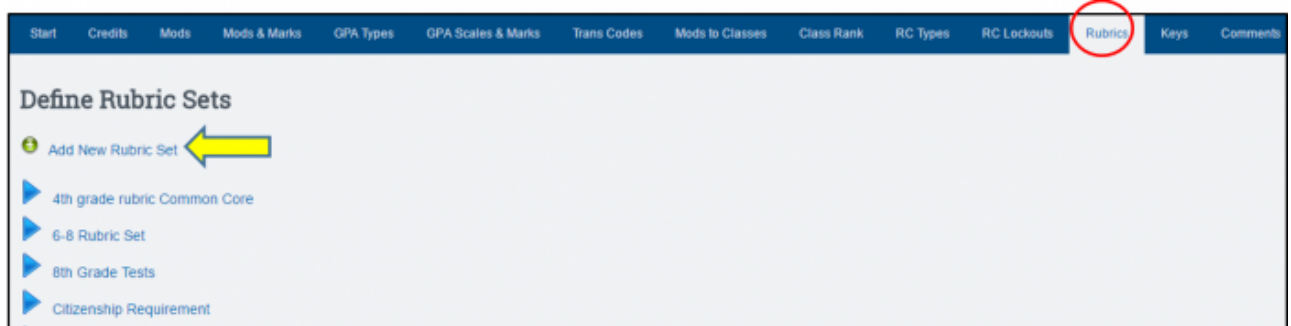 Start Credits Mods Mods & Marks GPA Types GPA Scales & Marks Trans Codes Mods to Classes Class Rank RC Types RC Lockouts Rubrics Keys Comments
Define Rubric Sets
Add New Rubric Set
4th grade rubric Common Core
6-8 Rubric Set
8th Grade Tests
Citizenship Requirement